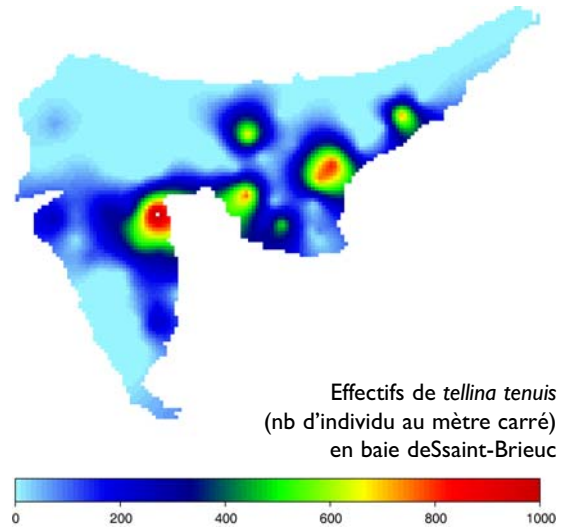 Effectifs de tellina tenuis
(nb d'individu au mètre carré)
en baie deSsaint-Brieuc
0 200 400 600 800 1000